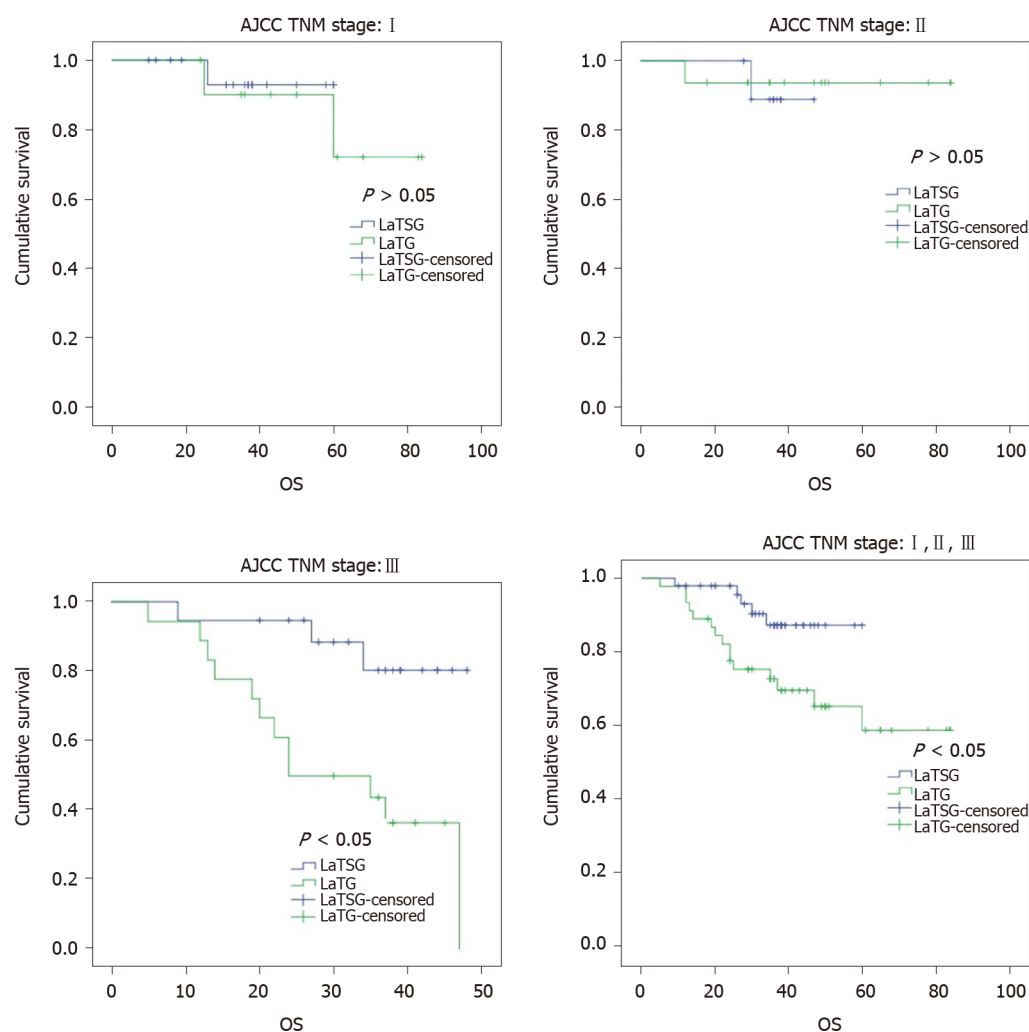 AJCC TNM stage: Ⅰ
1.0
0.8
0.6
0.4
0.2
0.0
Cumulative survival
P > 0.05
LaTSG
LaTG
LaTSG-censored
LaTG-censored
0 20 40 60 80 100
OS
AJCC TNM stage: Ⅱ
1.0
0.8
0.6
0.4
0.2
0.0
Cumulative survival
P > 0.05
LaTSG
LaTG
LaTSG-censored
LaTG-censored
0 20 40 60 80 100
OS
AJCC TNM stage: Ⅲ
1.0
0.8
0.6
0.4
0.2
0.0
Cumulative survival
P < 0.05
LaTSG
LaTG
LaTSG-censored
LaTG-censored
0 10 20 30 40 50
OS
AJCC TNM stage: Ⅰ, Ⅱ, Ⅲ
1.0
0.8
0.6
0.4
0.2
0.0
Cumulative survival
P < 0.05
LaTSG
LaTG
LaTSG-censored
LaTG-censored
0 20 40 60 80 100
OS